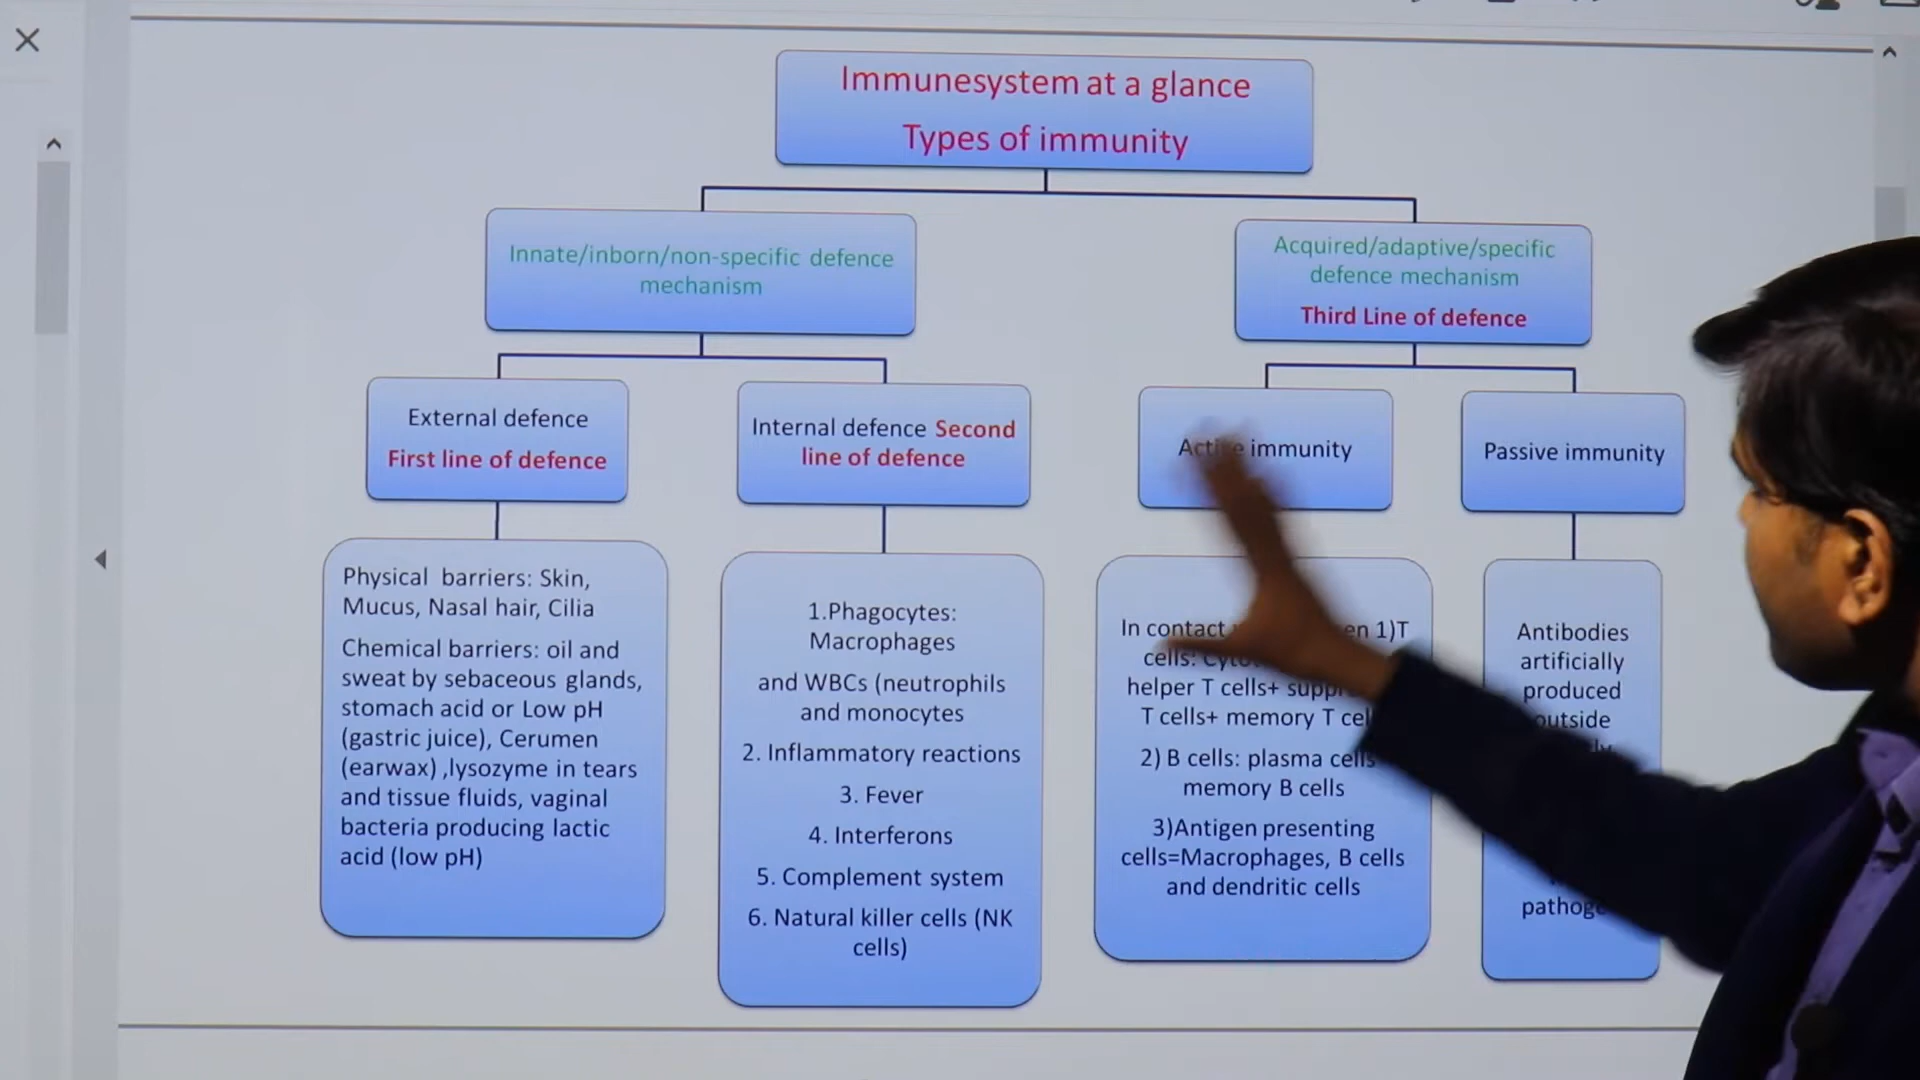 Immunesystem at a glance
Types of immunity
Innate/inborn/non-specific defence
mechanism
Acquired/adaptive/specific
defence mechanism
Third Line of defence
External defence
First line of defence
Internal defence Second
line of defence
Active immunity
Passive immunity
Physical barriers: Skin,
Mucus, Nasal hair, Cilia
Chemical barriers: oil and
sweat by sebaceous glands,
stomach acid or Low pH
(gastric juice), Cerumen
(earwax) ,lysozyme in tears
and tissue fluids, vaginal
bacteria producing lactic
acid (low pH)
1.Phagocytes:
Macrophages
and WBCs (neutrophils
and monocytes
2. Inflammatory reactions
3. Fever
4. Interferons
5. Complement system
6. Natural killer cells (NK
cells)
In contact 1)T
cells:
helper T cells+
T cells+ memory T
2) B cells: plasma cells
memory B cells
3)Antigen presenting
cells=Macrophages, B cells
and dendritic cells
Antibodies
artificially
produced
outside